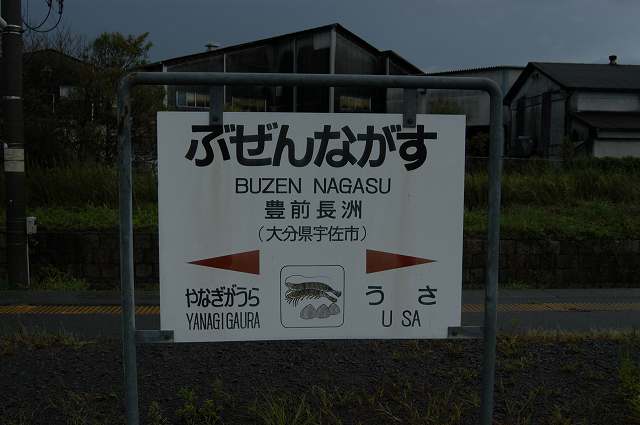 ぶぜんながす
BUZEN NAGASU
豊前長洲
(大分県宇佐市)
やなぎがうら うさ
YANAGIGAURA USA